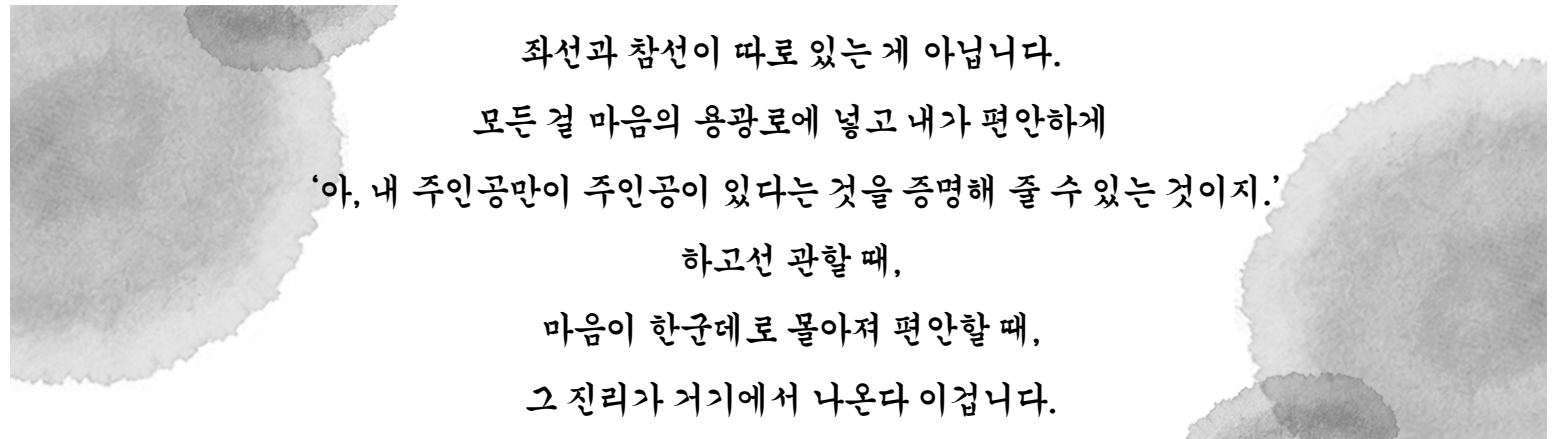 좌선과 참선이 따로 있는 게 아닙니다.
모든 걸 마음의 용광로에 넣고 내가 편안하게
‘아, 내 주인공만이 주인공이 있다는 것을 증명해 줄 수 있는 것이지.’
하고선 관할 때,
마음이 한군데로 몰아져 편안할 때,
그 진리가 거기에서 나온다 이겁니다.